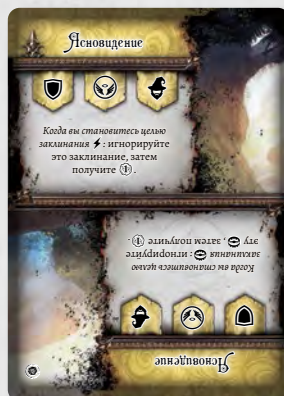 Ясновидение
Когда вы становитесь целью
заклинания : игнорируйте
это заклинание, затем
получите 1.
Ясновидение
Когда вы становитесь целью
заклинания : игнорируйте
эту , затем получите 1.